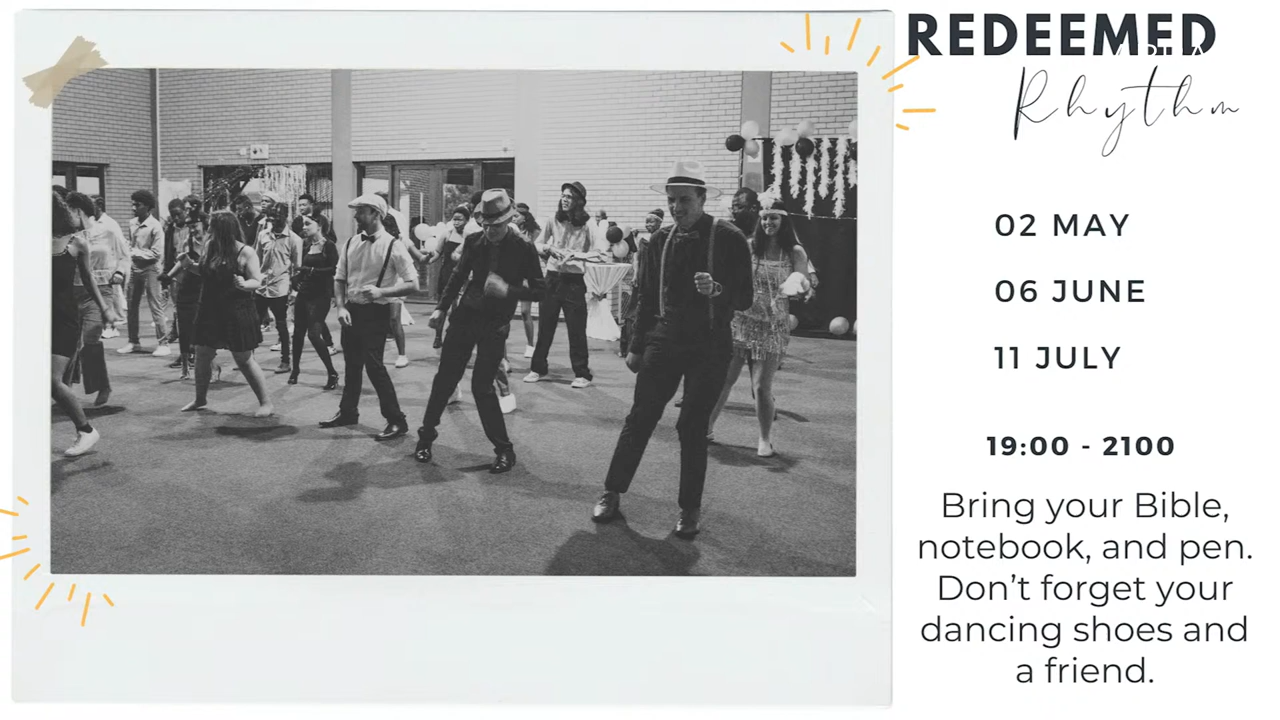 REDEEMED
Rhythm
02 MAY
06 JUNE
11 JULY
19:00 - 2100
Bring your Bible,
notebook, and pen.
Don’t forget your
dancing shoes and
a friend.